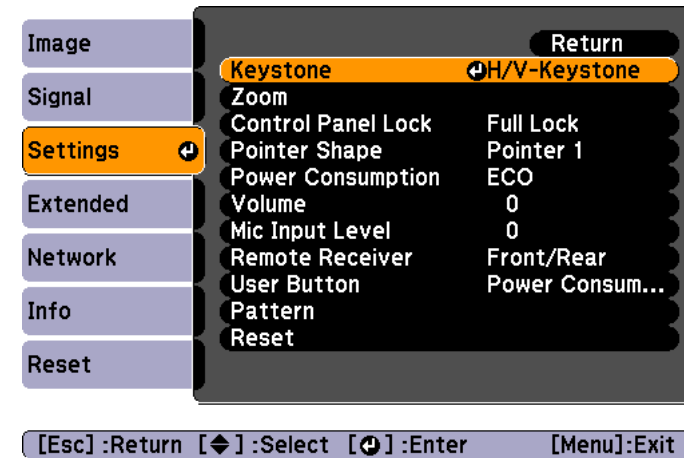 Image
Signal
Settings
Extended
Network
Info
Reset
Return
Keystone H/V-Keystone
Zoom
Control Panel Lock Full Lock
Pointer Shape Pointer 1
Power Consumption ECO
Volume 0
Mic Input Level 0
Remote Receiver Front/Rear
User Button Power Consum...
Pattern
Reset
[Esc] :Return [◆] :Select [↵] :Enter [Menu]:Exit